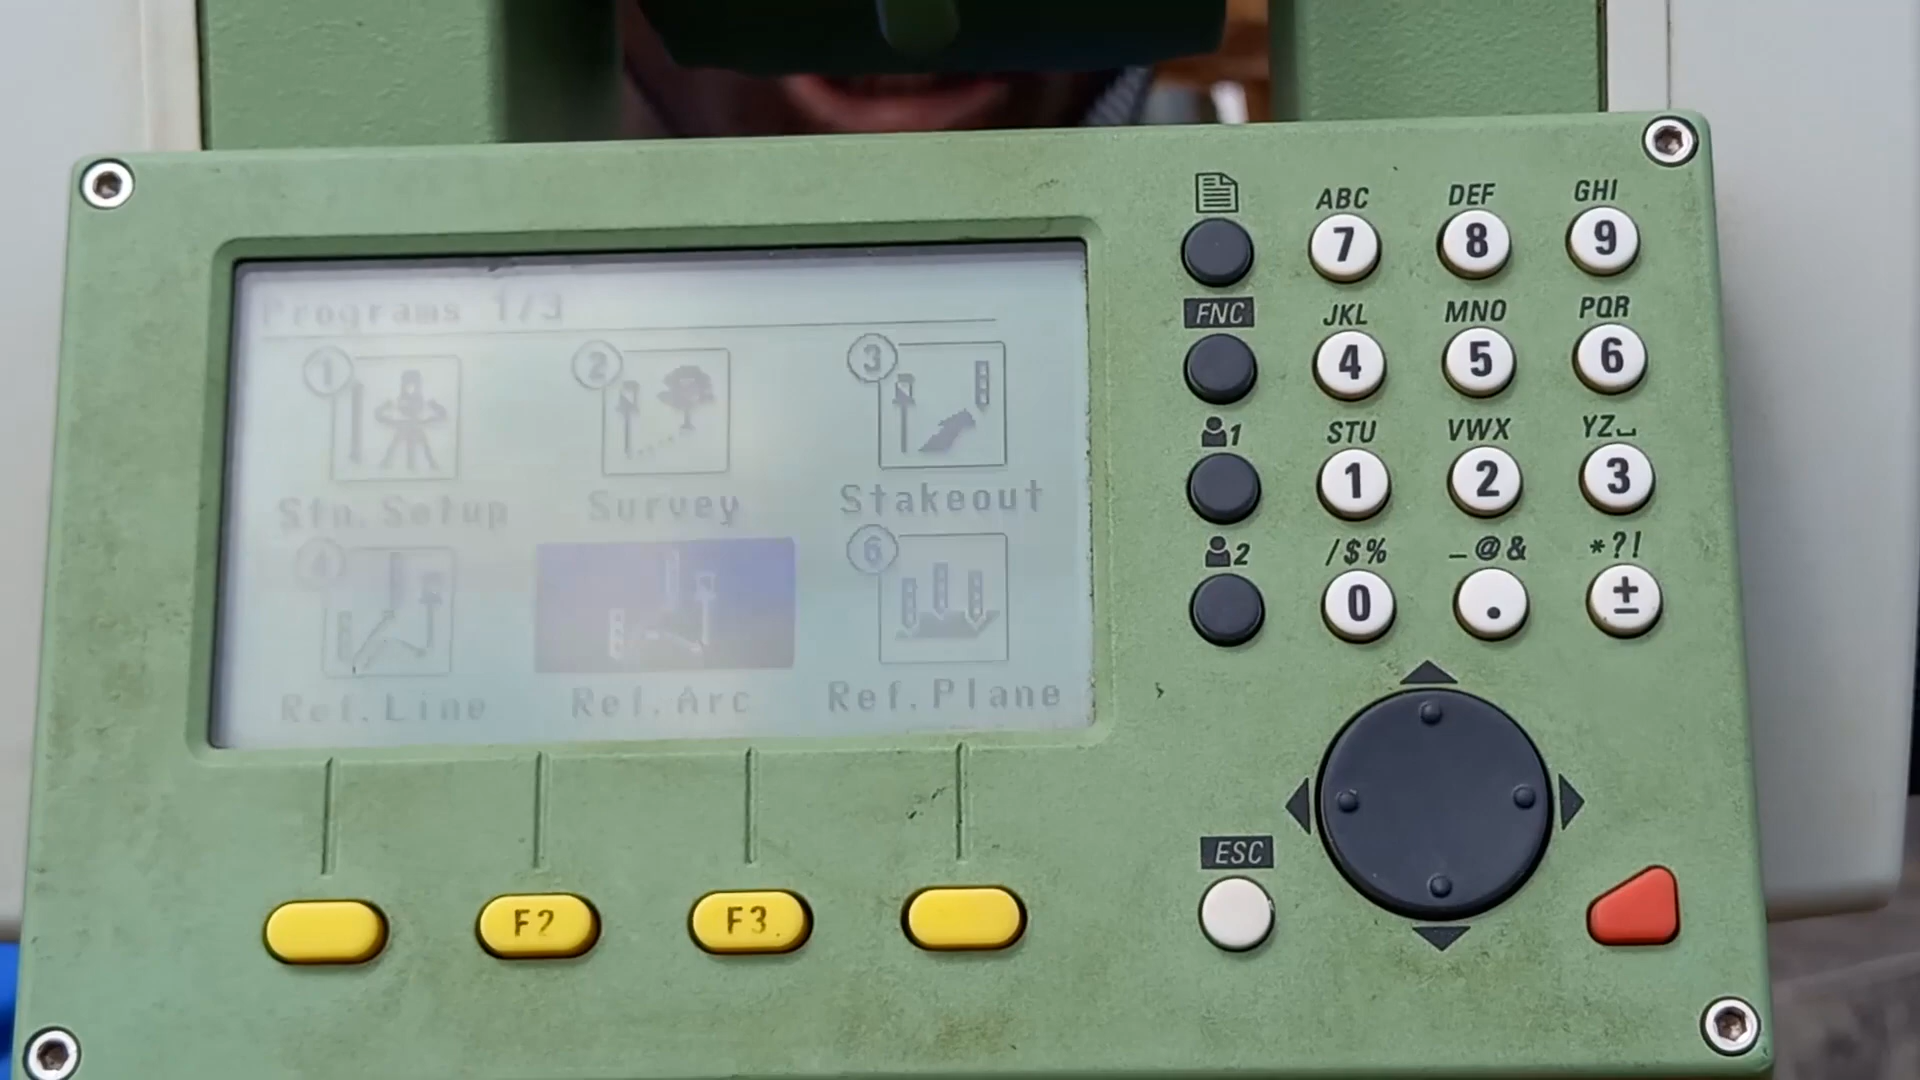 Programs 1/3
1 2 3
Stn.Setup Survey Stakeout
4 6
Ref.Line Ref.Arc Ref.Plane
F2 F3
ABC DEF GHI
7 8 9
FNC JKL MNO PQR
4 5 6
1 STU VWX YZ␣
1 2 3
2 /$% _@& *?!
0 . ±
ESC